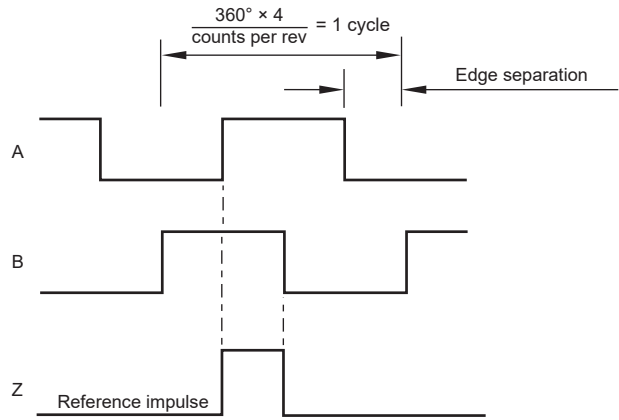 360° × 4
counts per rev
= 1 cycle
Edge separation
A
B
Z
Reference impulse